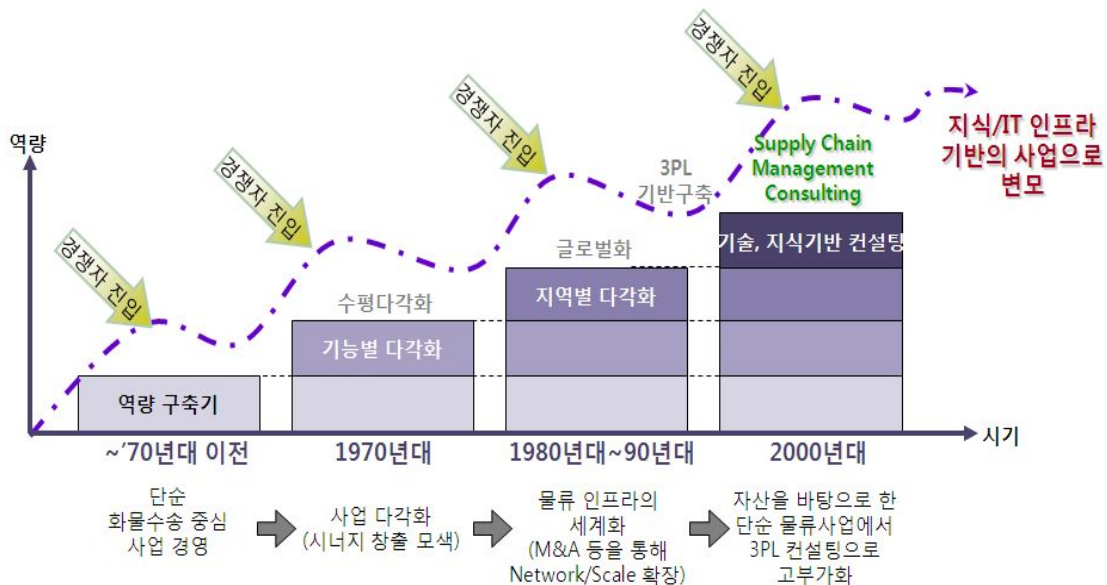 경쟁자 진입
경쟁자 진입
경쟁자 진입
경쟁자 진입
역량
지식/IT 인프라
기반의 사업으로
변모
Supply Chain
Management
Consulting
3PL
기반구축
기술, 지식기반 컨설팅
글로벌화
지역별 다각화
수평다각화
기능별 다각화
역량 구축기
시기
~'70년대 이전
1970년대
1980년대~90년대
2000년대
단순
화물수송 중심
사업 경영
사업 다각화
(시너지 창출 모색)
물류 인프라의
세계화
(M&A 등을 통해
Network/Scale 확장)
자산을 바탕으로 한
단순 물류사업에서
3PL 컨설팅으로
고부가화